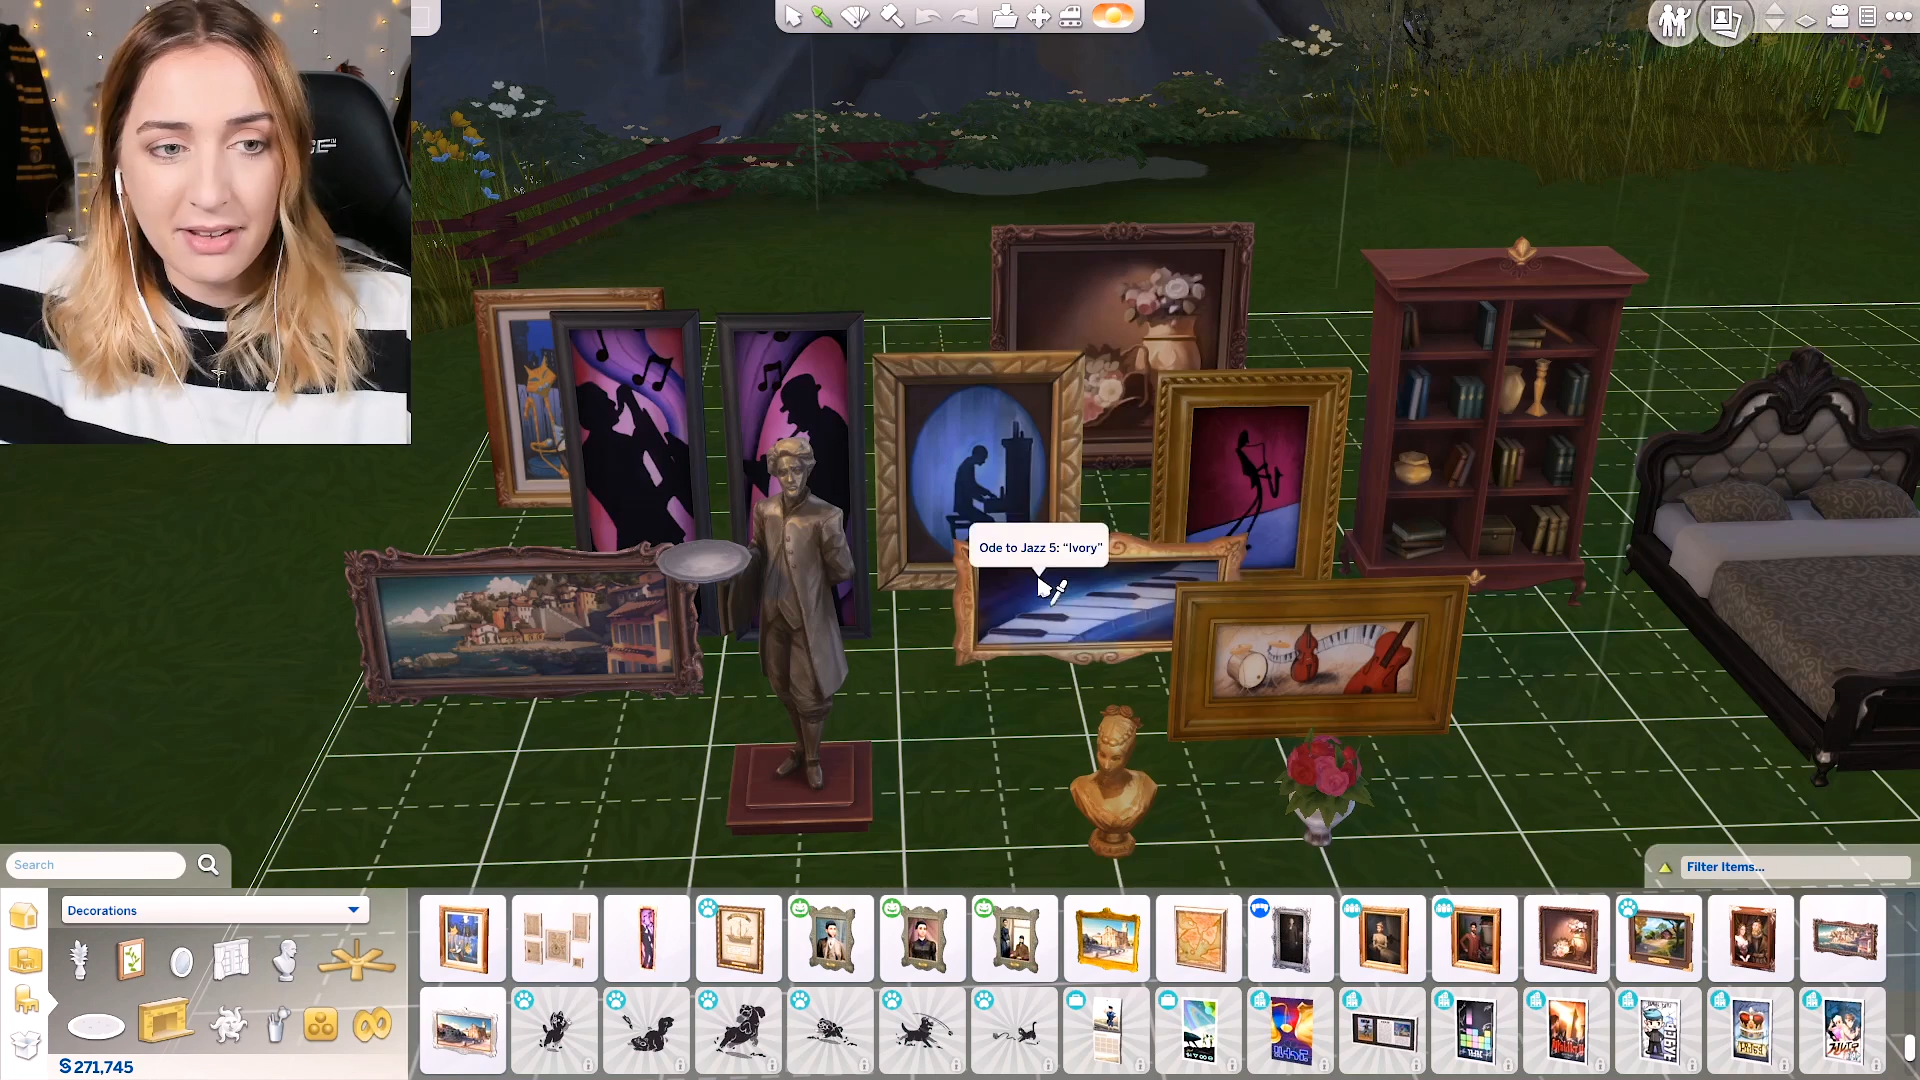 Ode to Jazz 5: “Ivory”
Search
Filter Items...
Decorations
§271,745